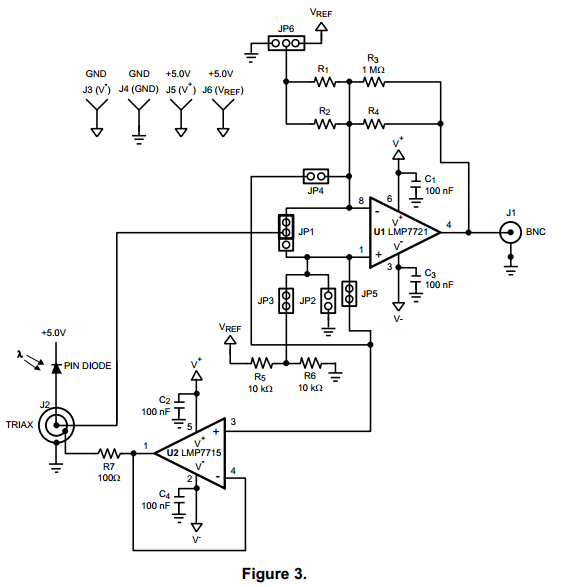 VREF
JP6
GND GND +5.0V +5.0V
J3 (V-) J4 (GND) J5 (V+) J6 (VREF)
R1
R3
1 MΩ
R2
R4
V+
C1
100 nF
JP4
8
6
-
V+
JP1
U1 LMP7721
4
J1
BNC
V-
1
+
3
C3
100 nF
V-
JP3
JP2
JP5
VREF
R5
10 kΩ
R6
10 kΩ
+5.0V
λ
PIN DIODE
J2
TRIAX
R7
100Ω
V+
C2
100 nF
5
3
+
V+
1
U2 LMP7715
V-
4
-
2
C4
100 nF
V-
Figure 3.